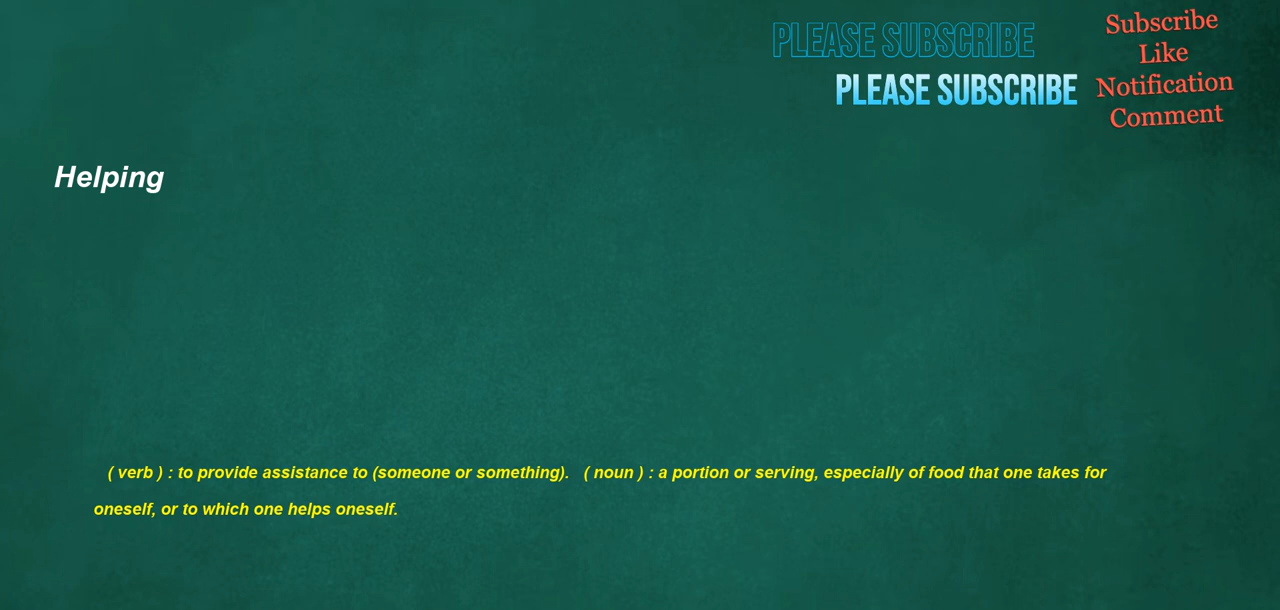 PLEASE SUBSCRIBE
PLEASE SUBSCRIBE
Subscribe
Like
Notification
Comment
Helping
( verb ) : to provide assistance to (someone or something). ( noun ) : a portion or serving, especially of food that one takes for
oneself, or to which one helps oneself.